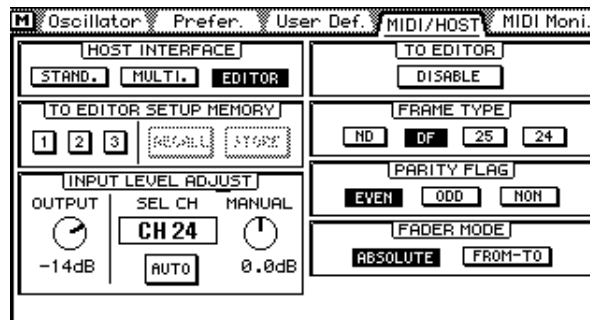 M Oscillator Prefer. User Def. MIDI/HOST MIDI Moni.
HOST INTERFACE
STAND. MULTI. EDITOR
TO EDITOR SETUP MEMORY
1 2 3 RECALL STORE
INPUT LEVEL ADJUST
OUTPUT SEL CH MANUAL
CH 24
-14dB AUTO 0.0dB
TO EDITOR
DISABLE
FRAME TYPE
ND DF 25 24
PARITY FLAG
EVEN ODD NON
FADER MODE
ABSOLUTE FROM-TO